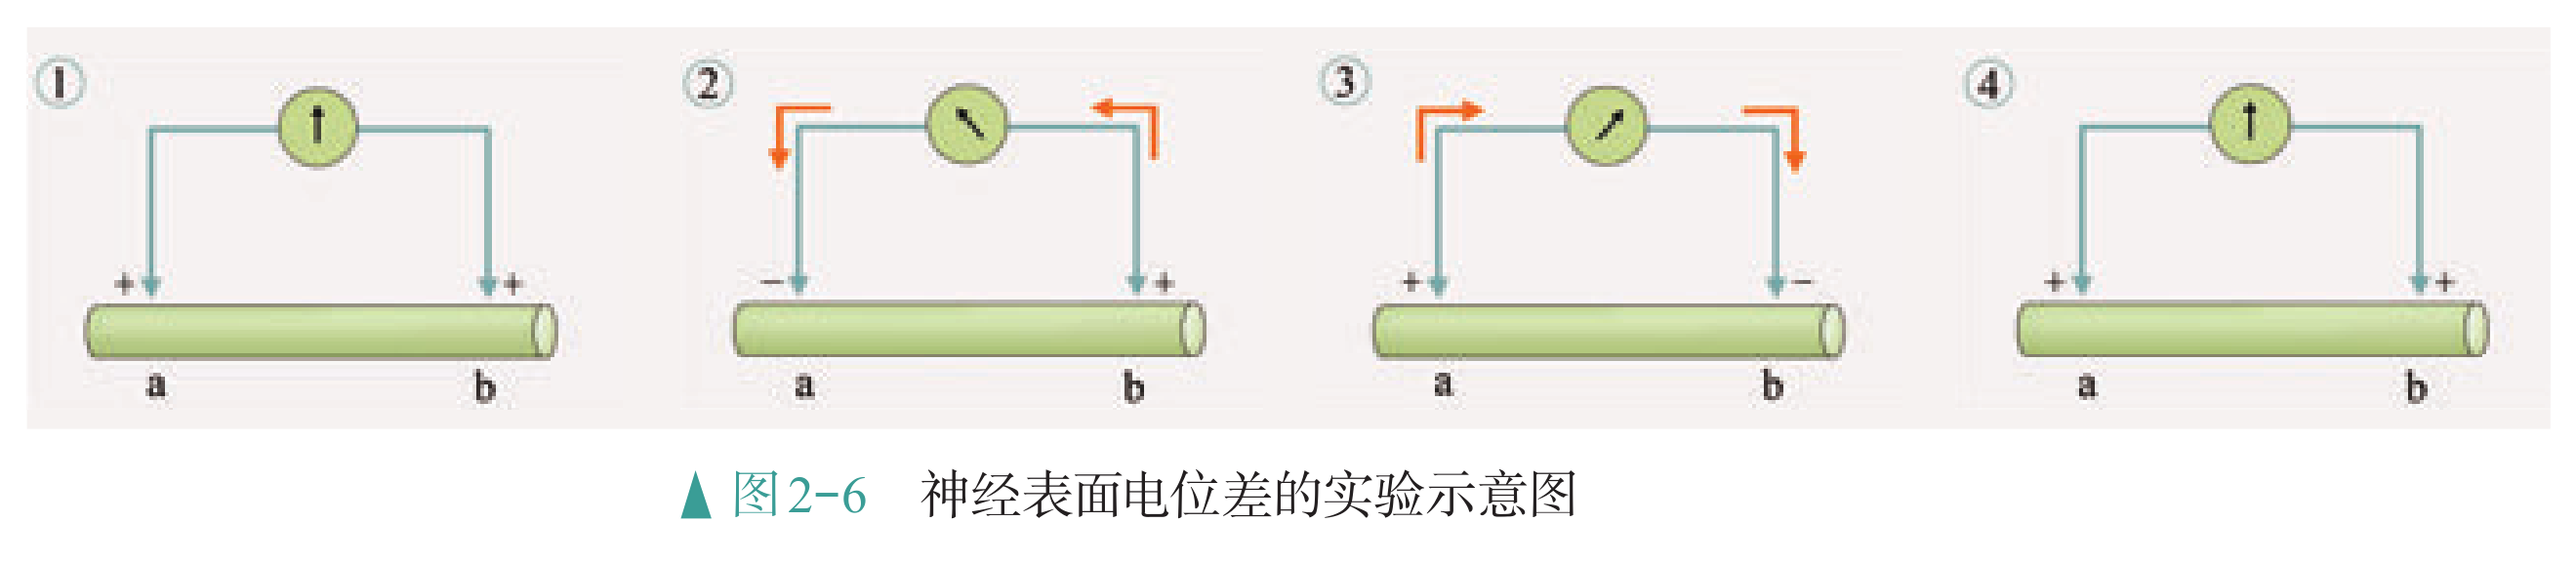 ① ② ③ ④
+ + − + + − + +
a b a b a b a b
▲ 图2-6 神经表面电位差的实验示意图